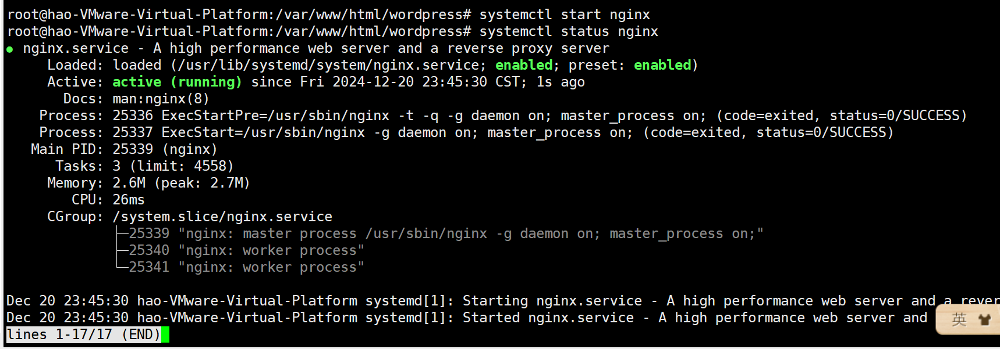 root@hao-VMware-Virtual-Platform:/var/www/html/wordpress# systemctl start nginx
root@hao-VMware-Virtual-Platform:/var/www/html/wordpress# systemctl status nginx
● nginx.service - A high performance web server and a reverse proxy server
     Loaded: loaded (/usr/lib/systemd/system/nginx.service; enabled; preset: enabled)
     Active: active (running) since Fri 2024-12-20 23:45:30 CST; 1s ago
       Docs: man:nginx(8)
    Process: 25336 ExecStartPre=/usr/sbin/nginx -t -q -g daemon on; master_process on; (code=exited, status=0/SUCCESS)
    Process: 25337 ExecStart=/usr/sbin/nginx -g daemon on; master_process on; (code=exited, status=0/SUCCESS)
   Main PID: 25339 (nginx)
      Tasks: 3 (limit: 4558)
     Memory: 2.6M (peak: 2.7M)
        CPU: 26ms
     CGroup: /system.slice/nginx.service
             ├─25339 "nginx: master process /usr/sbin/nginx -g daemon on; master_process on;"
             ├─25340 "nginx: worker process"
             └─25341 "nginx: worker process"
Dec 20 23:45:30 hao-VMware-Virtual-Platform systemd[1]: Starting nginx.service - A high performance web server and a rever
Dec 20 23:45:30 hao-VMware-Virtual-Platform systemd[1]: Started nginx.service - A high performance web server and
英
lines 1-17/17 (END)